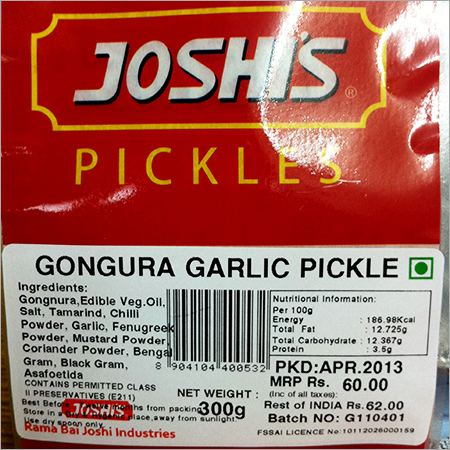 JOSHI'S ®
PICKLES
GONGURA GARLIC PICKLE
Ingredients:
Gongnura,Edible Veg.Oil,
Salt, Tamarind, Chilli
Powder, Garlic, Fenugreek
Powder, Mustard Powder
Coriander Powder, Bengal
Gram, Black Gram,
Asafoetida
CONTAINS PERMITTED CLASS
II PRESERVATIVES (E211)
Best Before months from packing
Store in a place,away from sunlight.
Use dry spoon only
JOSHI'S
Rama Bai Joshi Industries
8 904104 400532
NET WEIGHT :
300g
Nutritional Information:
Per 100g
Energy : 186.98Kcal
Total Fat : 12.725g
Total Carbohydrate : 12.367g
Protein : 3.5g
PKD:APR.2013
MRP Rs. 60.00
(Inc of all taxes)
Rest of INDIA Rs.62.00
Batch NO: G110401
FSSAI LICENCE No:10112026000159